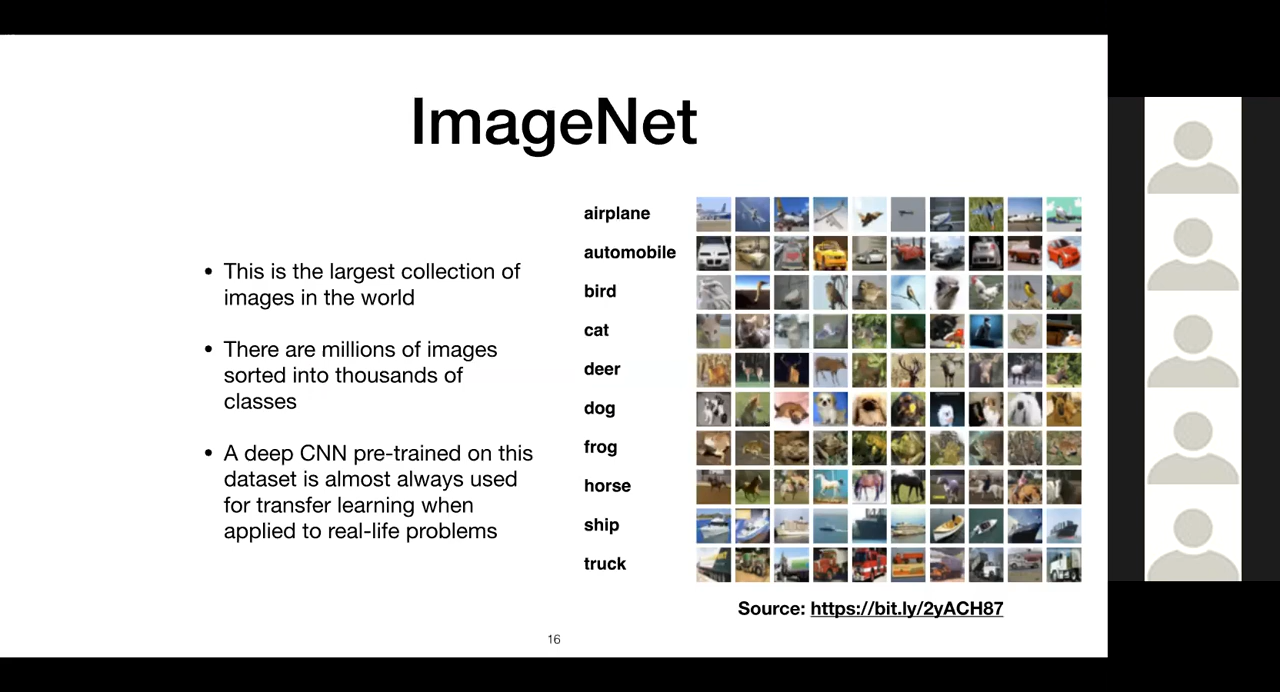 ImageNet
• This is the largest collection of
images in the world
• There are millions of images
sorted into thousands of
classes
• A deep CNN pre-trained on this
dataset is almost always used
for transfer learning when
applied to real-life problems
airplane
automobile
bird
cat
deer
dog
frog
horse
ship
truck
Source: https://bit.ly/2yACH87
16